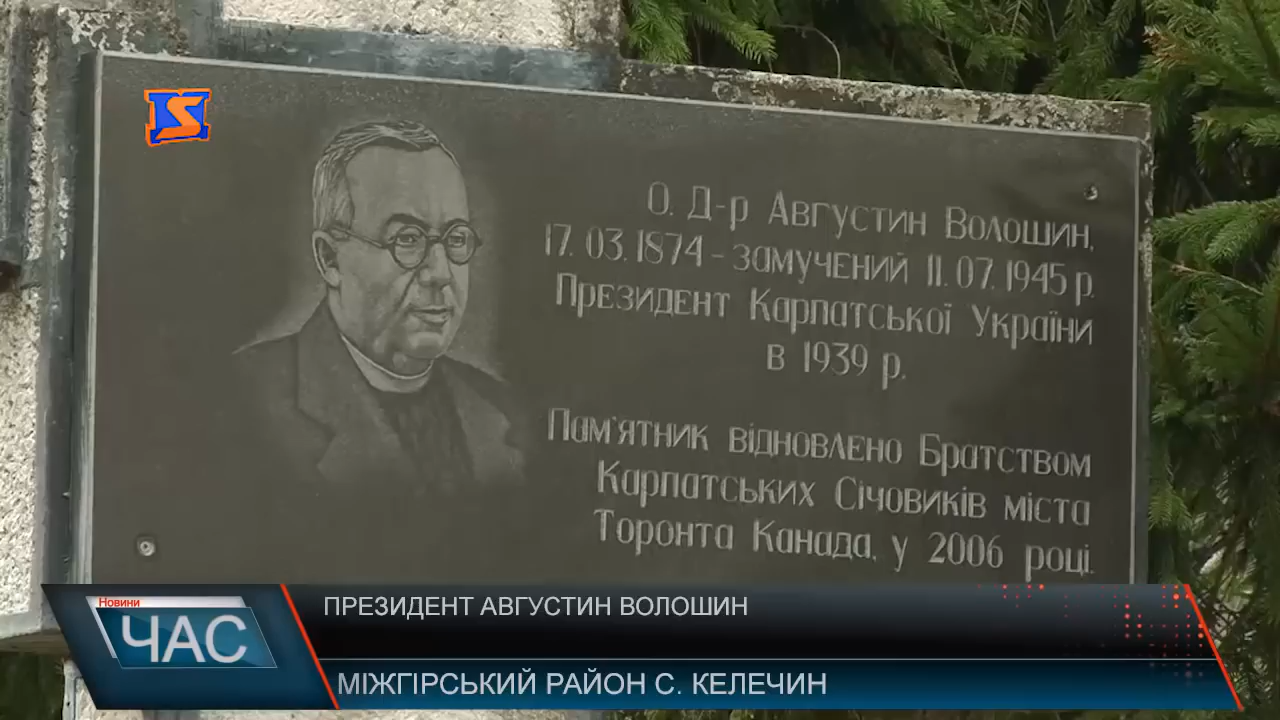 О. Д-р Августин Волошин,
17. 03. 1874 - замучений 11. 07. 1945 р.
Президент Карпатської України
в 1939 р.
Пам'ятник відновлено Братством
Карпатських Січовиків міста
Торонта Канада, у 2006 році.
Новини
ЧАС
ПРЕЗИДЕНТ АВГУСТИН ВОЛОШИН
МІЖГІРСЬКИЙ РАЙОН С. КЕЛЕЧИН